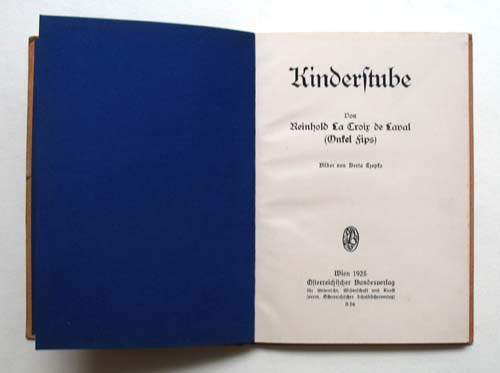 Kinderſtube
Von
Reinhold La Croix de Laval
(Onkel Fips)
Bilder von Berta Czegka
Wien 1925
Öſterreichiſcher Bundesverlag
für Unterricht, Wiſſenſchaft und Kunſt
(vorm. Öſterreichiſcher Schulbücherverlag)